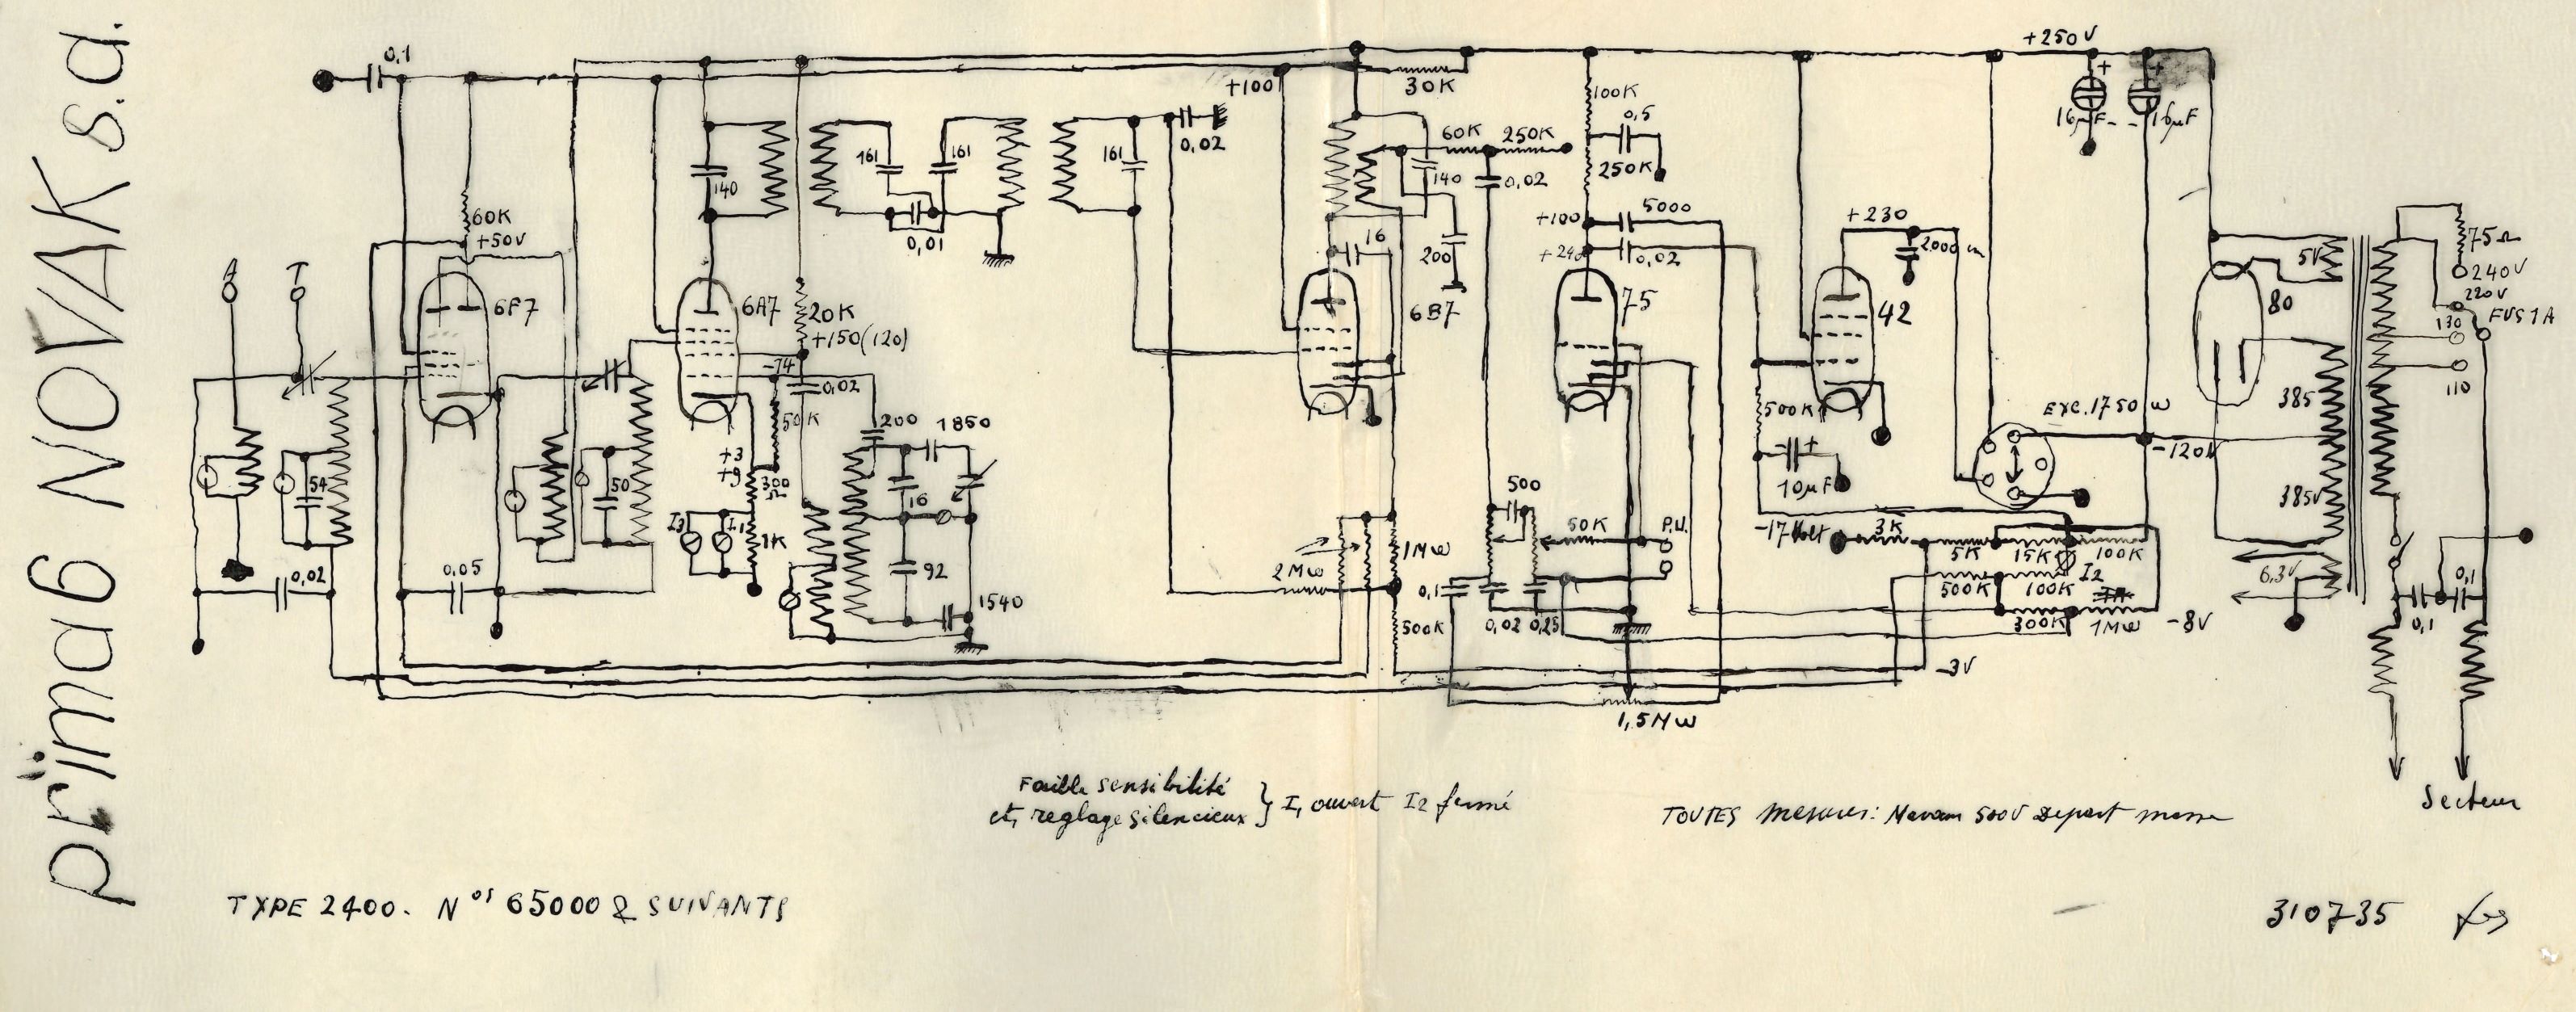 prima 6 NOVAK s.a.
0,1
+250V
+100
30K
+
+
16µF-
-16µF
100K
0,5
60K
250K
250K
140
161
161
161
0,02
140
0,02
0,01
60K
+50V
+100
5000
+230
2000 cm
16
200
+240
0,02
75Ω
240V
220V
FUS 1A
130
110
5V
80
A
T
6F7
6A7
20K
+150(120)
-74
0,02
6B7
75
42
50K
200
1850
500K
385
Exc. 1750 ω
-120V
+3
+9
300
Ω
54
50
16
10µF
+
385V
I3
I1
1K
500
50K
P.U.
-17 Volt
3K
5K
15K
100K
1Mω
2Mω
0,02
0,05
92
1540
500K
0,1
0,02
0,25
500K
100K
I2
300K
1Mω
-8V
6,3V
0,1
0,1
-3V
1,5Mω
Faible sensibilité
et, reglage silencieux } I1 ouvert I2 fermé
TOUTES mesures: Navam 500V Depart masse
Secteur
TYPE 2400. Nos 65000 & SUIVANTS
310735